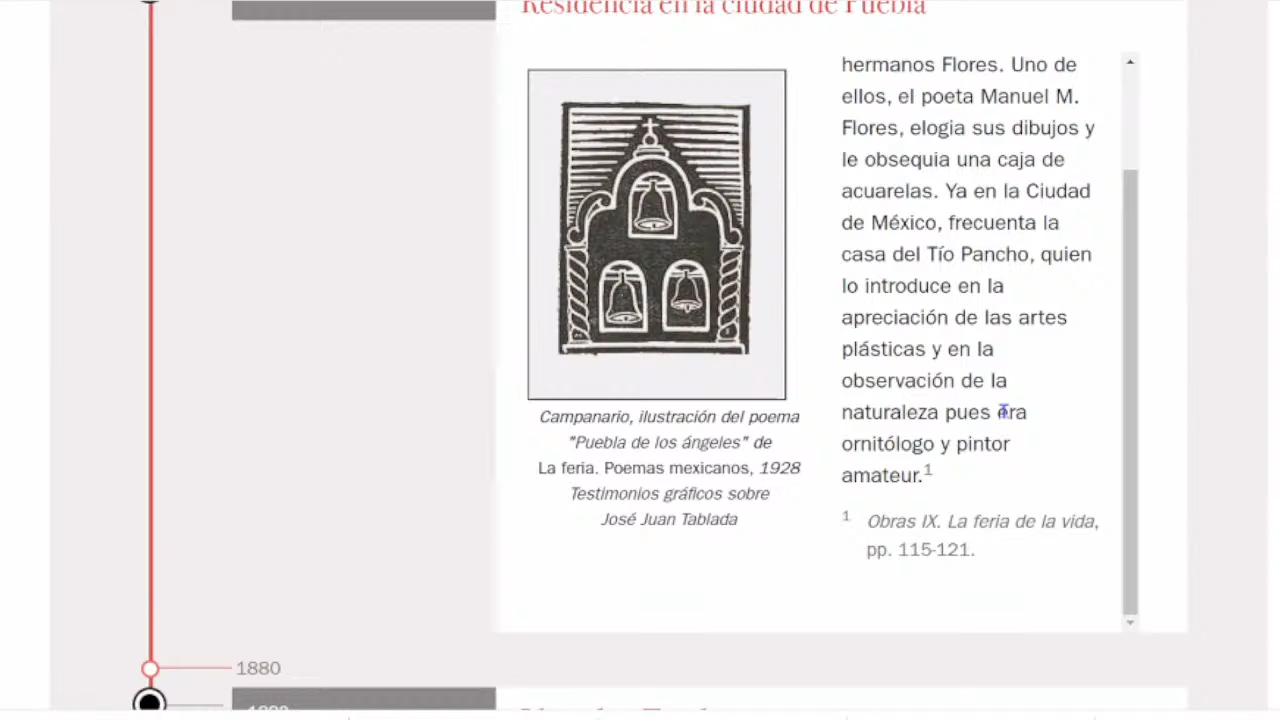 Residencia en la ciudad de Puebla
hermanos Flores. Uno de
ellos, el poeta Manuel M.
Flores, elogia sus dibujos y
le obsequia una caja de
acuarelas. Ya en la Ciudad
de México, frecuenta la
casa del Tío Pancho, quien
lo introduce en la
apreciación de las artes
plásticas y en la
observación de la
naturaleza pues era
ornitólogo y pintor
amateur.1
1 Obras IX. La feria de la vida,
pp. 115-121.
Campanario, ilustración del poema
"Puebla de los ángeles" de
La feria. Poemas mexicanos, 1928
Testimonios gráficos sobre
José Juan Tablada
1880